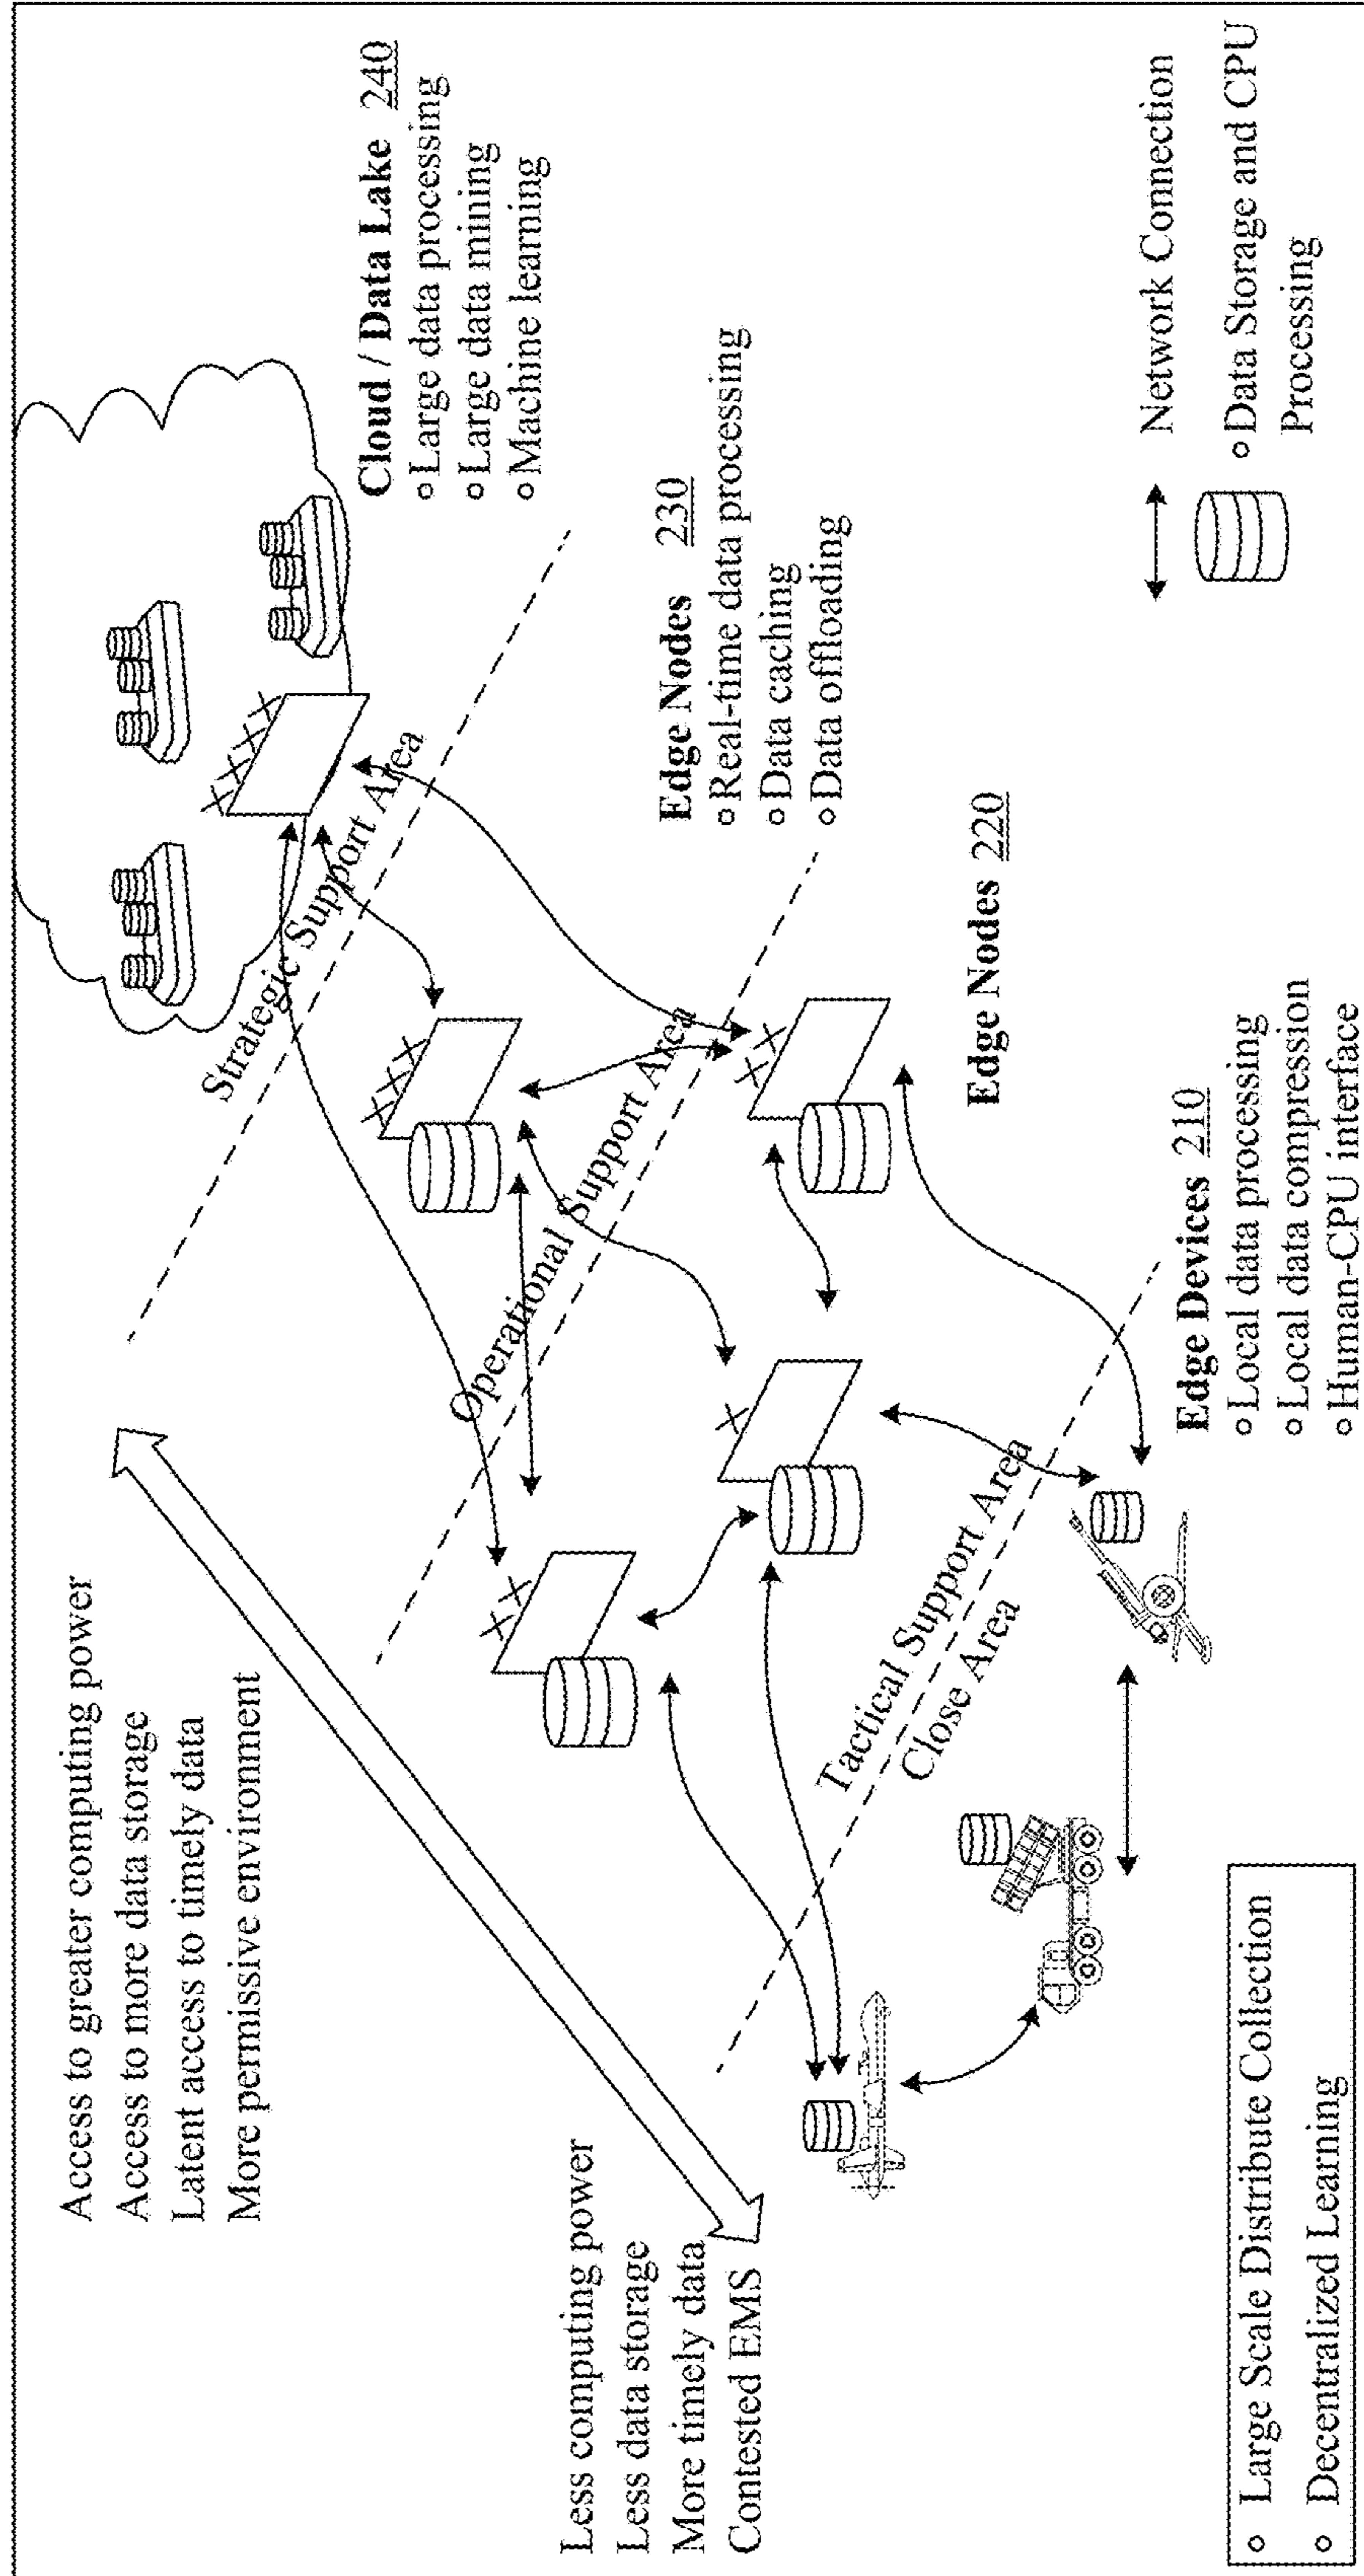 Access to greater computing power
Access to more data storage
Latent access to timely data
More permissive environment
Less computing power
Less data storage
More timely data
Contested EMS
Strategic Support Area
Operational Support Area
Tactical Support Area
Close Area
Cloud / Data Lake 240
○ Large data processing
○ Large data mining
○ Machine learning
Edge Nodes 230
○ Real-time data processing
○ Data caching
○ Data offloading
Edge Nodes 220
Edge Devices 210
○ Local data processing
○ Local data compression
○ Human-CPU interface
○ Large Scale Distribute Collection
○ Decentralized Learning
Network Connection
○ Data Storage and CPU
Processing
X X X X
X X X
X X
X X
X